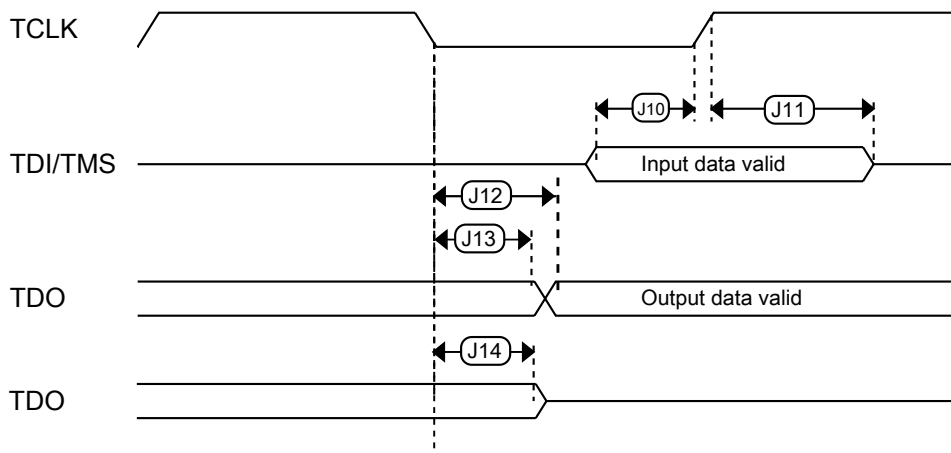 TCLK
J10
J11
TDI/TMS
Input data valid
J12
J13
TDO
Output data valid
J14
TDO